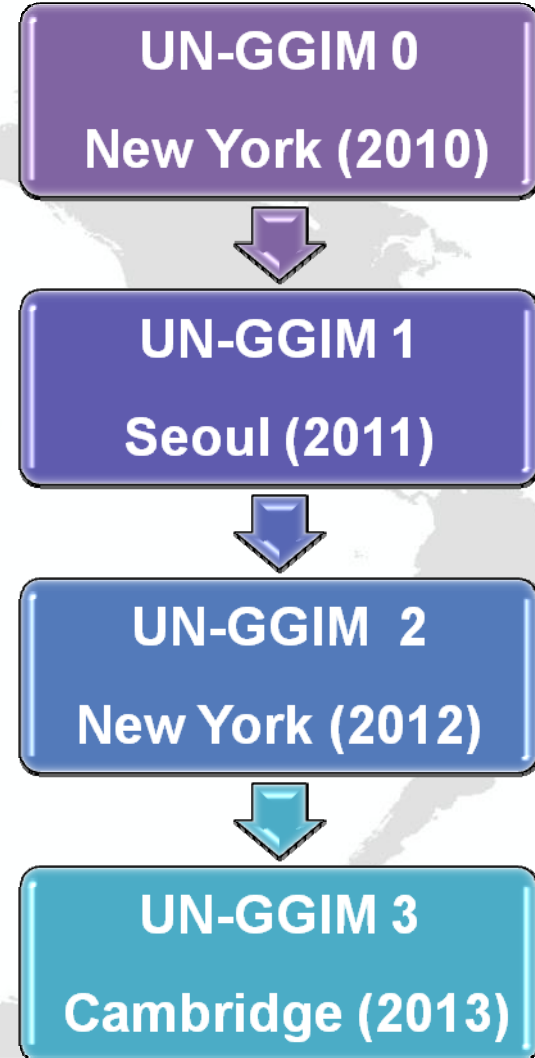 UN-GGIM 0
New York (2010)
UN-GGIM 1
Seoul (2011)
UN-GGIM 2
New York (2012)
UN-GGIM 3
Cambridge (2013)